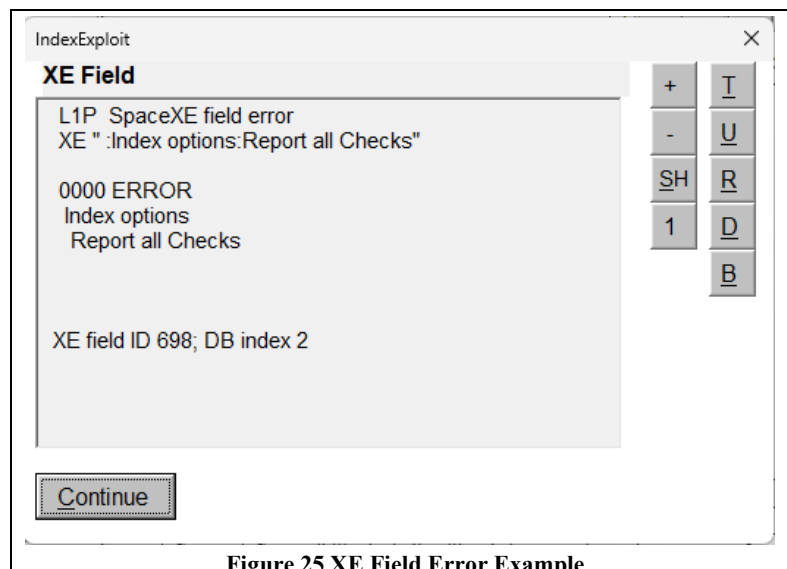 IndexExploit
XE Field
L1P SpaceXE field error
XE " :Index options:Report all Checks"
0000 ERROR
Index options
Report all Checks
XE field ID 698; DB index 2
+
T
-
U
SH
R
1
D
B
Continue
Figure 25 XE Field Error Example